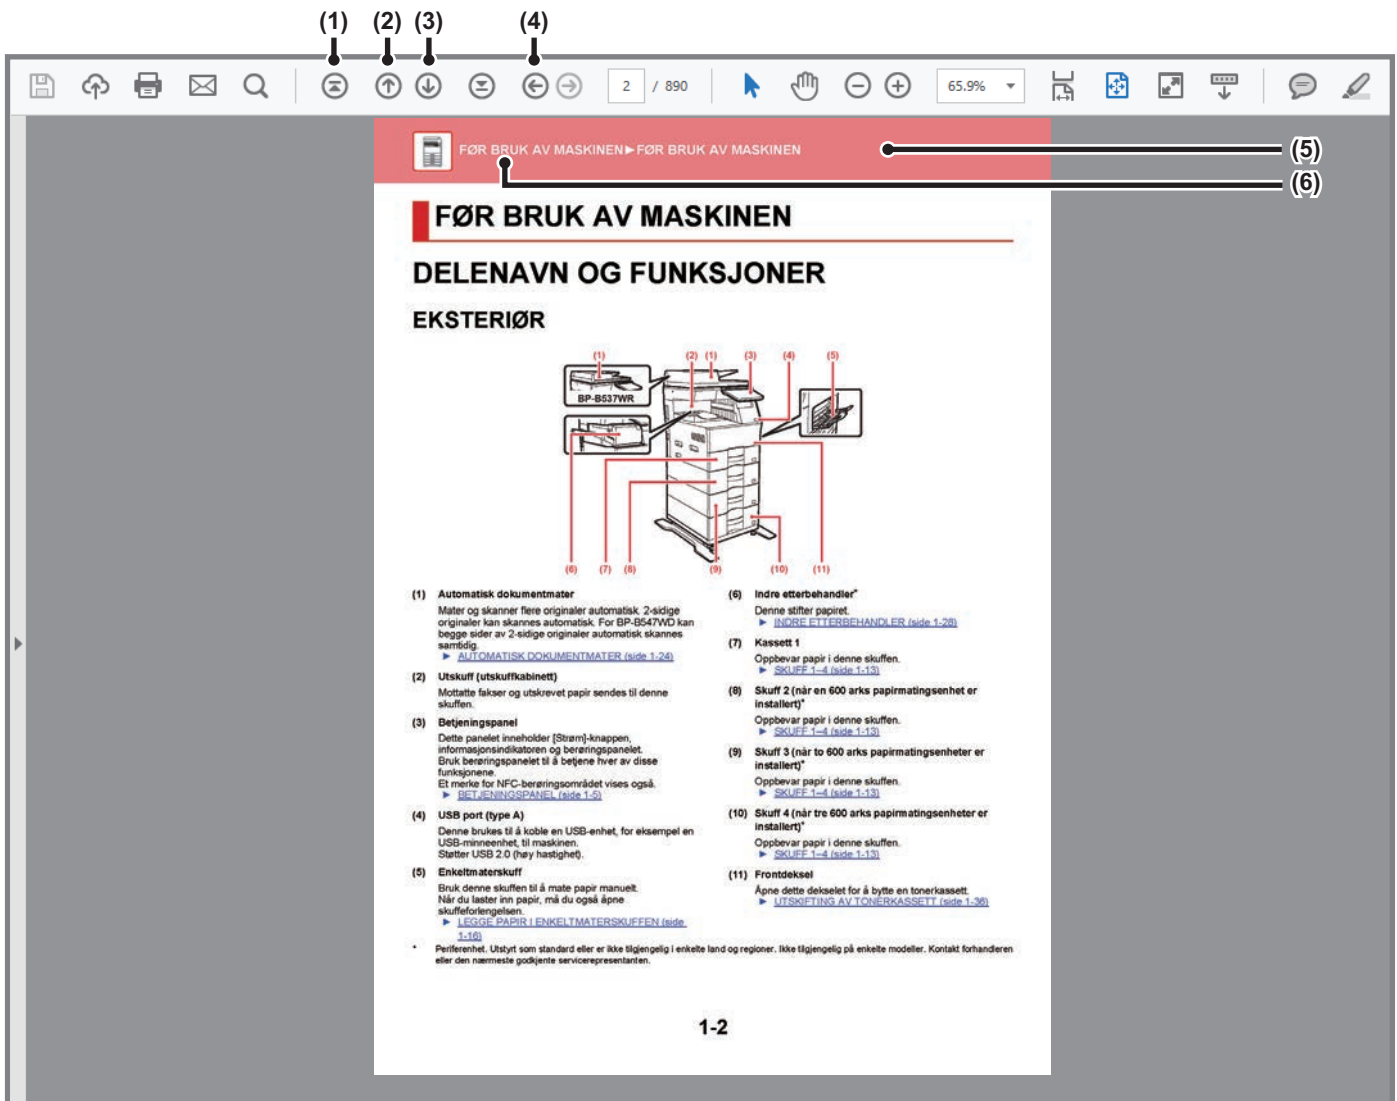 (1) (2) (3) (4)
2 / 890 65.9%
FØR BRUK AV MASKINEN►FØR BRUK AV MASKINEN
(5)
(6)
FØR BRUK AV MASKINEN
DELENAVN OG FUNKSJONER
EKSTERIØR
(1) (2) (1) (3) (4) (5)
BP-B537WR
(6) (7) (8) (9) (10) (11)
(1) Automatisk dokumentmater
Mater og skanner flere originaler automatisk. 2-sidige
originaler kan skannes automatisk. For BP-B547WD kan
begge sider av 2-sidige originaler automatisk skannes
samtidig.
► AUTOMATISK DOKUMENTMATER (side 1-24)
(2) Utskuff (utskuffkabinett)
Mottatte fakser og utskrevet papir sendes til denne
skuffen.
(3) Betjeningspanel
Dette panelet inneholder [Strøm]-knappen,
informasjonsindikatoren og berøringspanelet.
Bruk berøringspanelet til å betjene hver av disse
funksjonene.
Et merke for NFC-berøringsområdet vises også.
► BETJENINGSPANEL (side 1-5)
(4) USB port (type A)
Denne brukes til å koble en USB-enhet, for eksempel en
USB-minneenhet, til maskinen.
Støtter USB 2.0 (høy hastighet).
(5) Enkeltmaterskuff
Bruk denne skuffen til å mate papir manuelt.
Når du laster inn papir, må du også åpne
skuffeforlengelsen.
► LEGGE PAPIR I ENKELTMATERSKUFFEN (side
1-16)
(6) Indre etterbehandler*
Denne stifter papiret.
► INDRE ETTERBEHANDLER (side 1-28)
(7) Kassett 1
Oppbevar papir i denne skuffen.
► SKUFF 1–4 (side 1-13)
(8) Skuff 2 (når en 600 arks papirmatingsenhet er
installert)*
Oppbevar papir i denne skuffen.
► SKUFF 1–4 (side 1-13)
(9) Skuff 3 (når to 600 arks papirmatingsenheter er
installert)*
Oppbevar papir i denne skuffen.
► SKUFF 1–4 (side 1-13)
(10) Skuff 4 (når tre 600 arks papirmatingsenheter er
installert)*
Oppbevar papir i denne skuffen.
► SKUFF 1–4 (side 1-13)
(11) Frontdeksel
Åpne dette dekselet for å bytte en tonerkassett.
► UTSKIFTING AV TONERKASSETT (side 1-36)
* Periferenhet. Utstyrt som standard eller er ikke tilgjengelig i enkelte land og regioner. Ikke tilgjengelig på enkelte modeller. Kontakt forhandleren
eller den nærmeste godkjente servicerepresentanten.
1-2